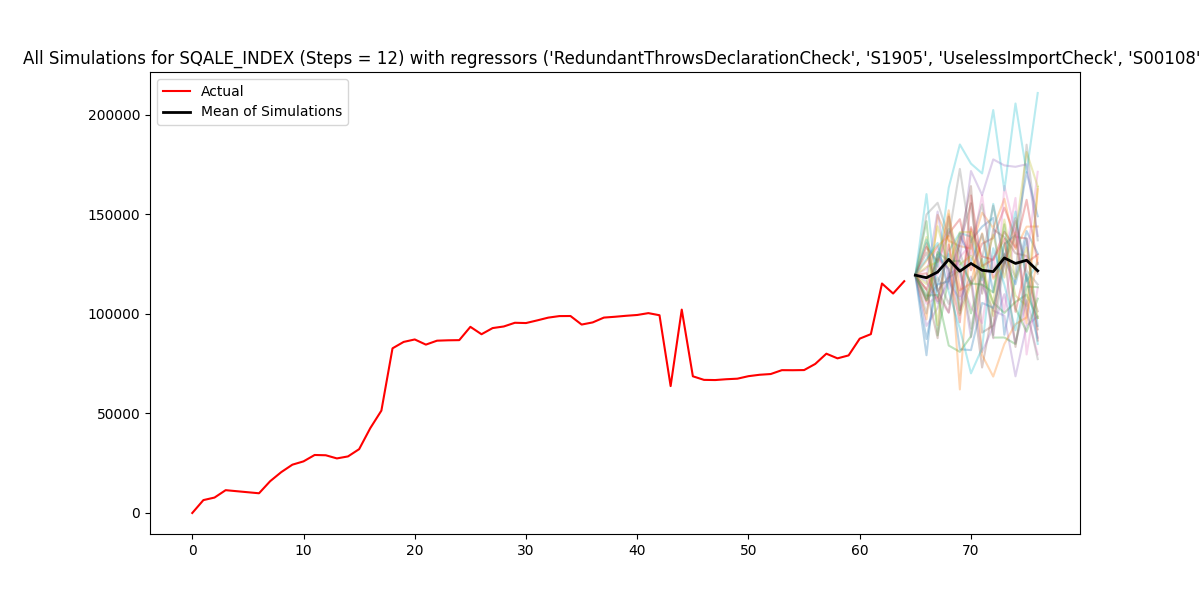 All Simulations for SQALE_INDEX (Steps = 12) with regressors ('RedundantThrowsDeclarationCheck', 'S1905', 'UselessImportCheck', 'S00108'
Actual
Mean of Simulations
200000
150000
100000
50000
0
0 10 20 30 40 50 60 70